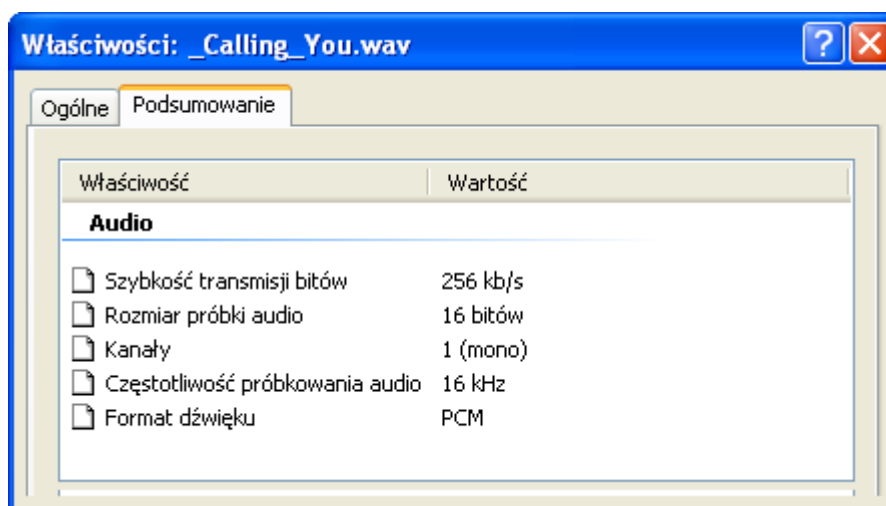 Właściwości: _Calling_You.wav
Ogólne Podsumowanie
Właściwość Wartość
Audio
Szybkość transmisji bitów 256 kb/s
Rozmiar próbki audio 16 bitów
Kanały 1 (mono)
Częstotliwość próbkowania audio 16 kHz
Format dźwięku PCM